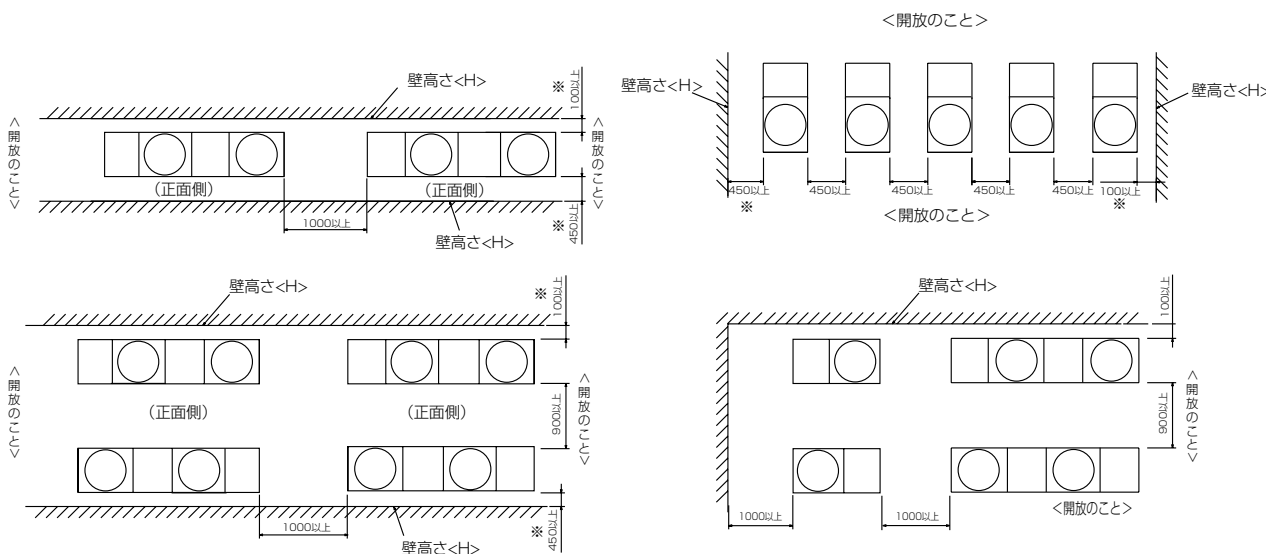 壁高さ<H>
※
100以上
<開放のこと>
(正面側)
(正面側)
<開放のこと>
1000以上
壁高さ<H>
※
450以上
<開放のこと>
壁高さ<H>
壁高さ<H>
450以上
450以上
450以上
450以上
450以上
100以上
※
※
<開放のこと>
壁高さ<H>
※
100以上
<開放のこと>
(正面側)
(正面側)
900以上
<開放のこと>
1000以上
壁高さ<H>
※
450以上
壁高さ<H>
100以上
900以上
<開放のこと>
<開放のこと>
1000以上
1000以上